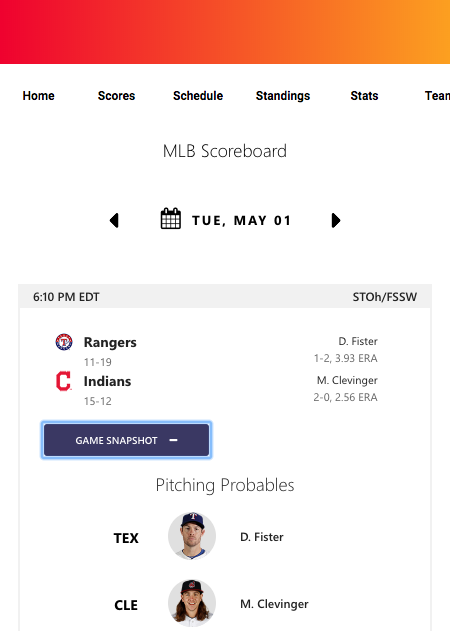 Home Scores Schedule Standings Stats Team
MLB Scoreboard
TUE, MAY 01
6:10 PM EDT STOh/FSSW
Rangers D. Fister
11-19 1-2, 3.93 ERA
Indians M. Clevinger
15-12 2-0, 2.56 ERA
GAME SNAPSHOT
Pitching Probables
TEX D. Fister
CLE M. Clevinger